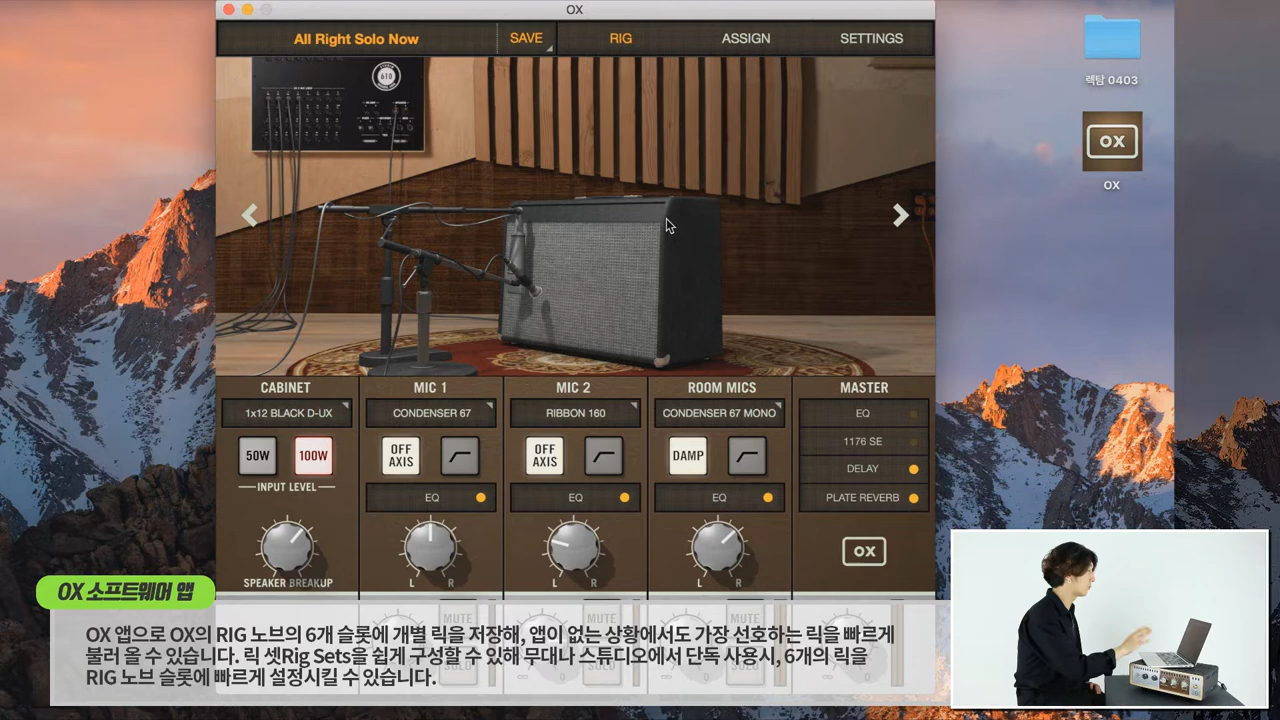 OX
All Right Solo Now
SAVE
RIG
ASSIGN
SETTINGS
610
렉탐 0403
OX
OX
CABINET
MIC 1
MIC 2
ROOM MICS
MASTER
1x12 BLACK D-UX
CONDENSER 67
RIBBON 160
CONDENSER 67 MONO
EQ
50W
100W
OFF AXIS
OFF AXIS
DAMP
1176 SE
DELAY
INPUT LEVEL
EQ
EQ
EQ
PLATE REVERB
OX
SPEAKER BREAKUP
L R
L R
L R
OX 소프트웨어 앱
MUTE
MUTE
MUTE
SOLO
SOLO
SOLO
OX 앱으로 OX의 RIG 노브의 6개 슬롯에 개별 릭을 저장해, 앱이 없는 상황에서도 가장 선호하는 릭을 빠르게
불러 올 수 있습니다. 릭 셋Rig Sets을 쉽게 구성할 수 있해 무대나 스튜디오에서 단독 사용시, 6개의 릭을
RIG 노브 슬롯에 빠르게 설정시킬 수 있습니다.